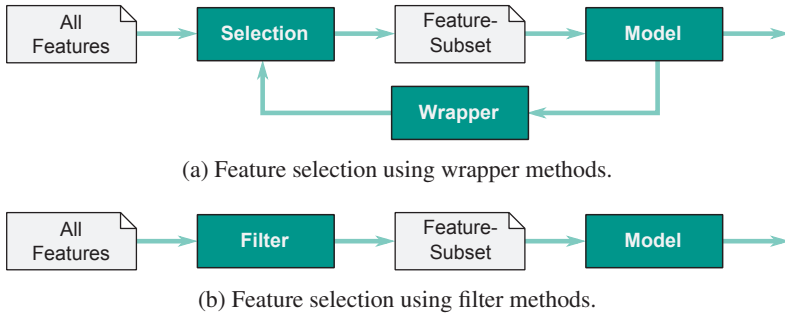 All
Features
Selection
Feature-
Subset
Model
Wrapper
(a) Feature selection using wrapper methods.
All
Features
Filter
Feature-
Subset
Model
(b) Feature selection using filter methods.